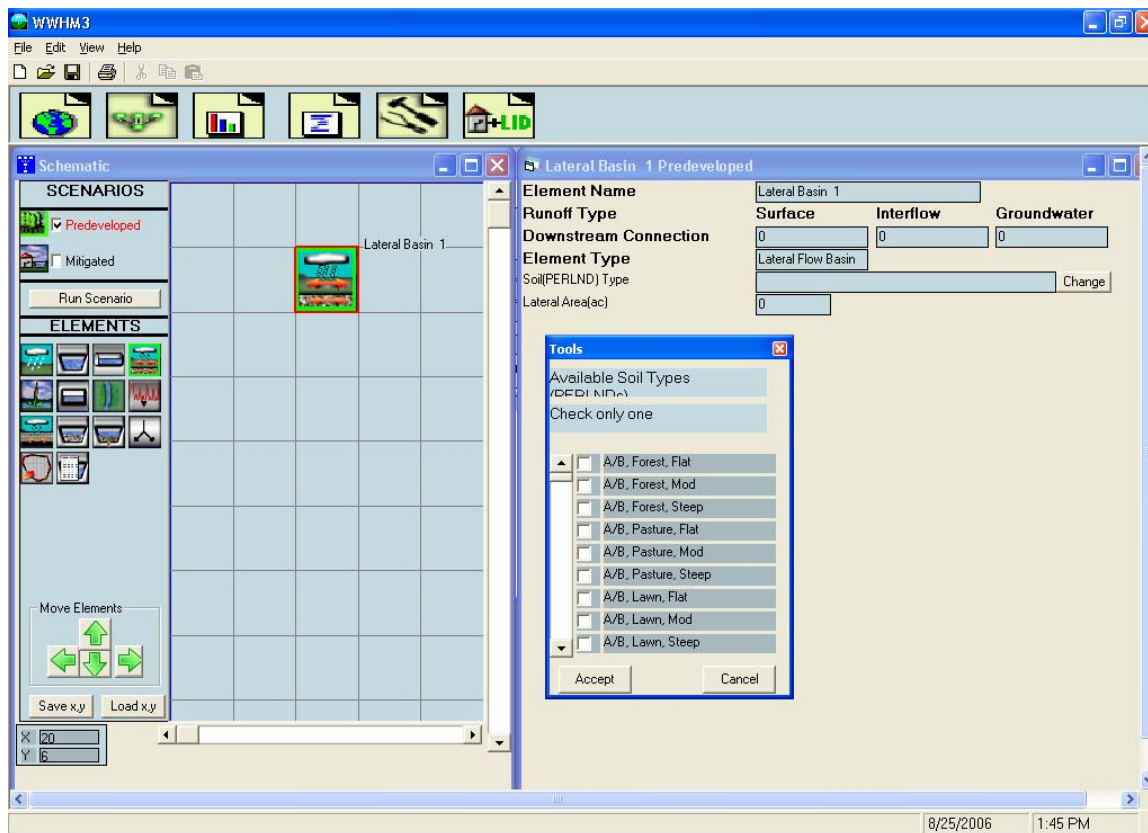 WWHM3
File Edit View Help
+LID
Schematic
SCENARIOS
Predeveloped
Mitigated
Run Scenario
ELEMENTS
Move Elements
Save x,y Load x,y
X 20
Y 6
Lateral Basin 1
Lateral Basin 1 Predeveloped
Element Name Lateral Basin 1
Runoff Type Surface Interflow Groundwater
Downstream Connection 0 0 0
Element Type Lateral Flow Basin
Soil(PERLND) Type Change
Lateral Area(ac) 0
Tools
Available Soil Types
(PERLNDs)
Check only one
A/B, Forest, Flat
A/B, Forest, Mod
A/B, Forest, Steep
A/B, Pasture, Flat
A/B, Pasture, Mod
A/B, Pasture, Steep
A/B, Lawn, Flat
A/B, Lawn, Mod
A/B, Lawn, Steep
Accept Cancel
8/25/2006 1:45 PM